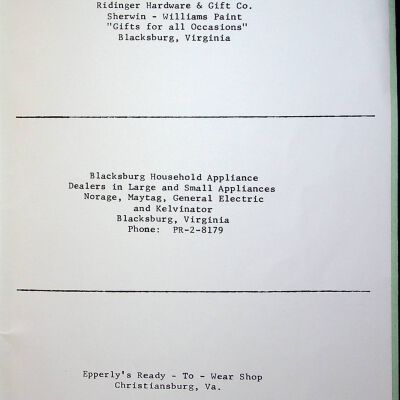 Ridinger Hardware & Gift Co.
Sherwin - Williams Paint
"Gifts for all Occasions"
Blacksburg, Virginia
Blacksburg Household Appliance
Dealers in Large and Small Appliances
Norage, Maytag, General Electric
and Kelvinator
Blacksburg, Virginia
Phone: PR-2-8179
Epperly's Ready - To - Wear Shop
Christiansburg, Va.